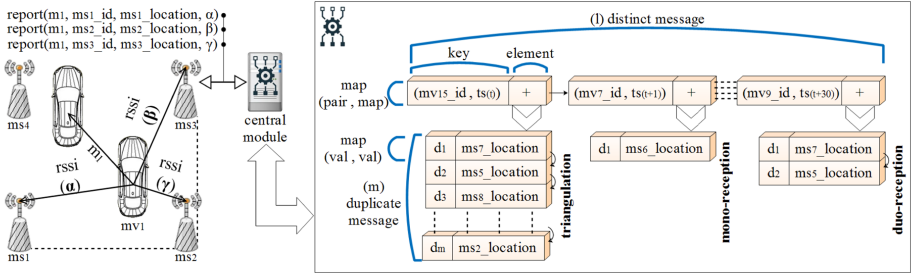 report(m1, ms1_id, ms1_location, α)
report(m1, ms2_id, ms2_location, β)
report(m1, ms3_id, ms3_location, γ)
ms4
ms3
rssi
(β)
m1
rssi
(α)
rssi
(γ)
mv1
ms1
ms2
central
module
(l) distinct message
key
element
map
(pair , map)
(mv15_id , ts(t))
+
(mv7_id , ts(t+1))
+
(mv9_id , ts(t+30))
+
map
(val , val)
d1
ms7_location
d2
ms5_location
d3
ms8_location
dm
ms2_location
(m)
duplicate
message
triangulation
d1
ms6_location
mono-reception
d1
ms7_location
d2
ms5_location
duo-reception